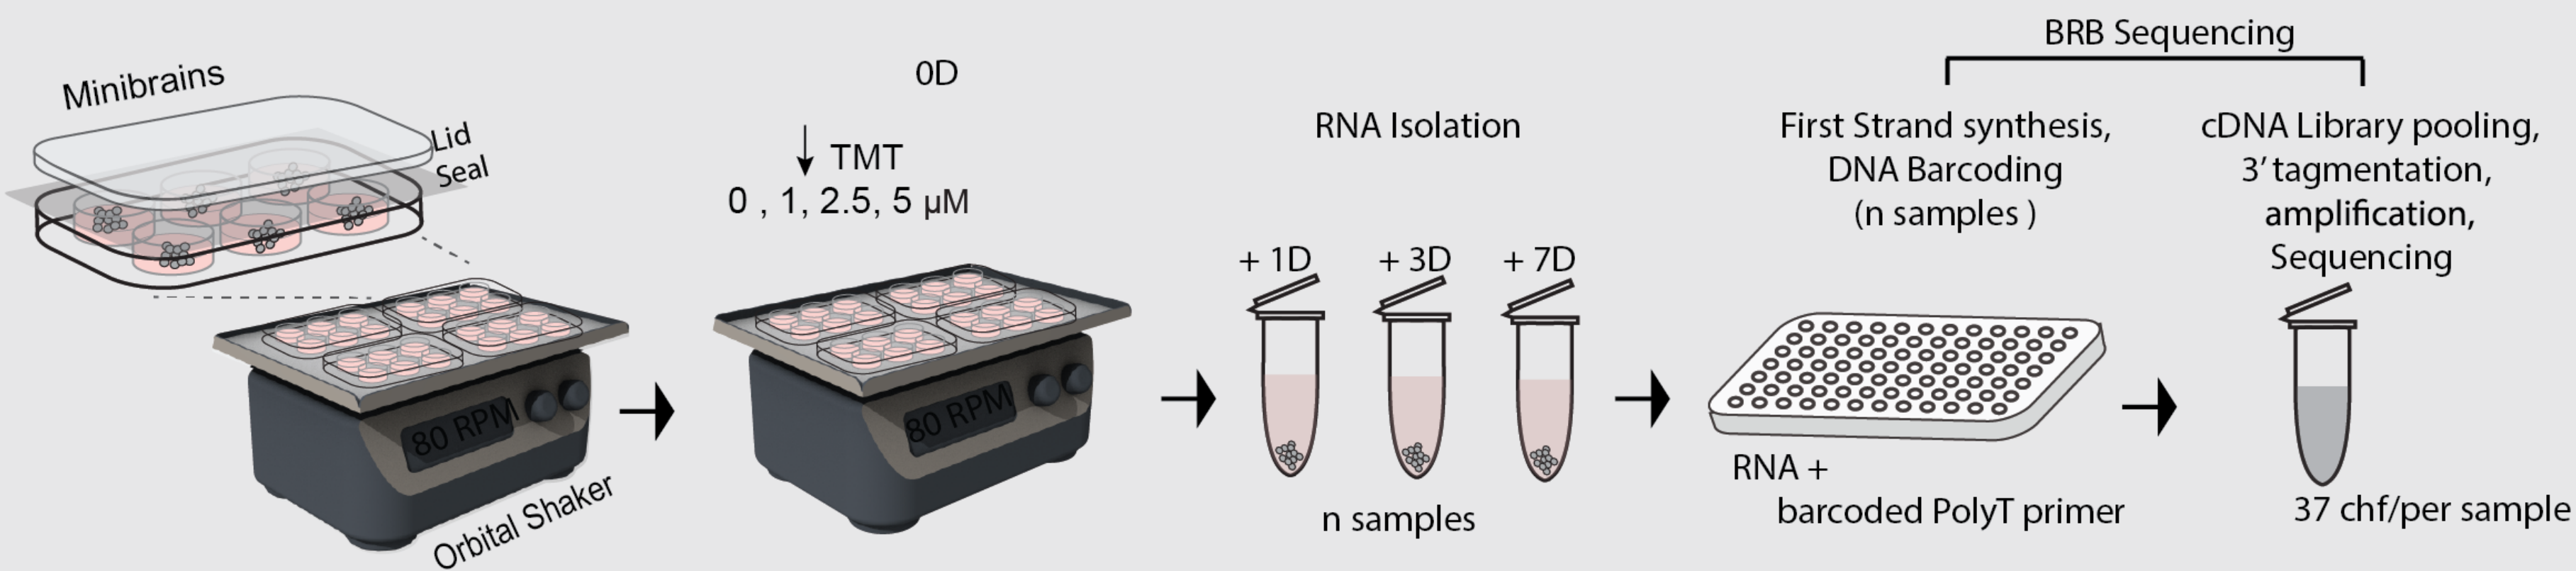 Minibrains
Lid
Seal
80 RPM
Orbital Shaker
0D
TMT
0 , 1, 2.5, 5 µM
80 RPM
RNA Isolation
+ 1D
+ 3D
+ 7D
n samples
BRB Sequencing
First Strand synthesis,
DNA Barcoding
(n samples )
RNA +
barcoded PolyT primer
cDNA Library pooling,
3’ tagmentation,
amplification,
Sequencing
37 chf/per sample